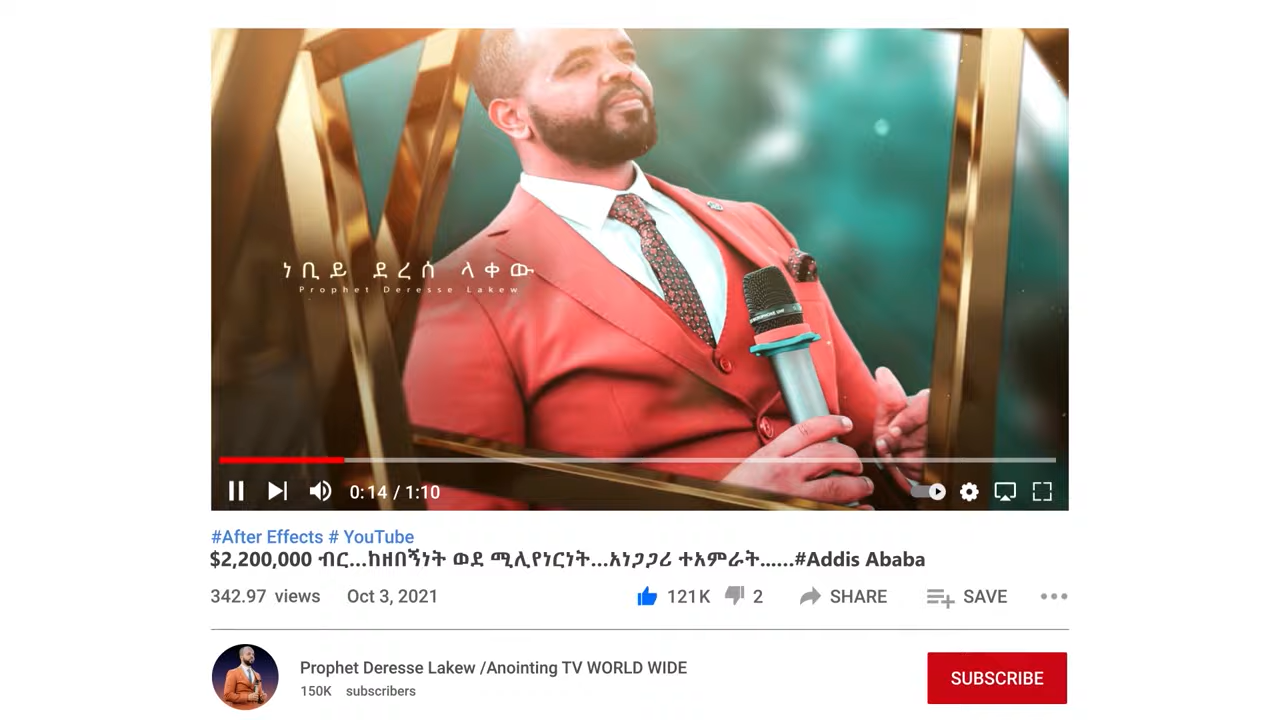 ነቢይ ደረሰ ላቀው
Prophet Deresse Lakew
0:14 / 1:10
#After Effects # YouTube
$2,200,000 ብር...ከዘበኝነት ወደ ሚሊየነርነት...አነጋጋሪ ተአምራት......#Addis Ababa
342.97 views Oct 3, 2021 121K 2 SHARE SAVE
Prophet Deresse Lakew /Anointing TV WORLD WIDE
150K subscribers
SUBSCRIBE